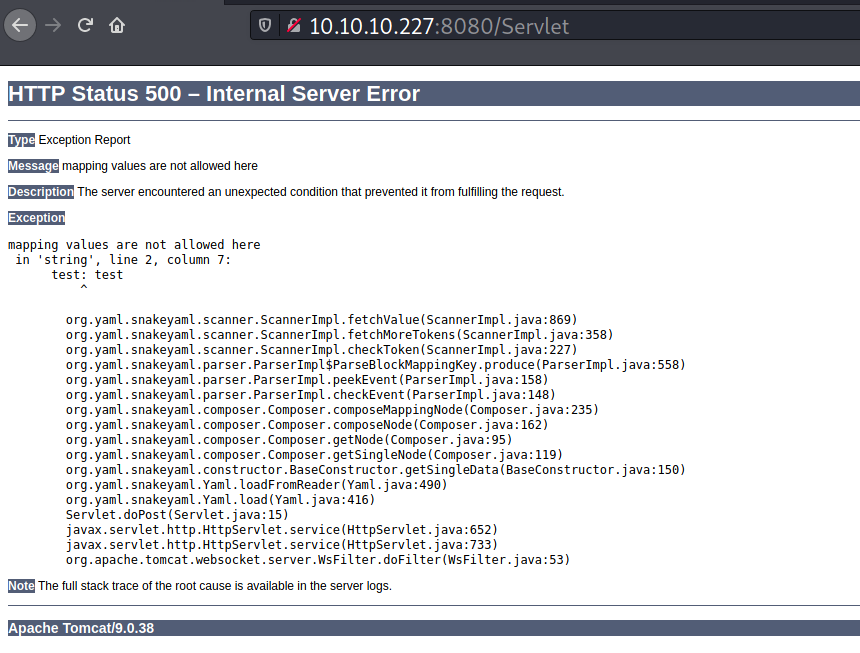 10.10.10.227:8080/Servlet
HTTP Status 500 – Internal Server Error
Type Exception Report
Message mapping values are not allowed here
Description The server encountered an unexpected condition that prevented it from fulfilling the request.
Exception
mapping values are not allowed here
 in 'string', line 2, column 7:
      test: test
          ^
org.yaml.snakeyaml.scanner.ScannerImpl.fetchValue(ScannerImpl.java:869)
org.yaml.snakeyaml.scanner.ScannerImpl.fetchMoreTokens(ScannerImpl.java:358)
org.yaml.snakeyaml.scanner.ScannerImpl.checkToken(ScannerImpl.java:227)
org.yaml.snakeyaml.parser.ParserImpl$ParseBlockMappingKey.produce(ParserImpl.java:558)
org.yaml.snakeyaml.parser.ParserImpl.peekEvent(ParserImpl.java:158)
org.yaml.snakeyaml.parser.ParserImpl.checkEvent(ParserImpl.java:148)
org.yaml.snakeyaml.composer.Composer.composeMappingNode(Composer.java:235)
org.yaml.snakeyaml.composer.Composer.composeNode(Composer.java:162)
org.yaml.snakeyaml.composer.Composer.getNode(Composer.java:95)
org.yaml.snakeyaml.composer.Composer.getSingleNode(Composer.java:119)
org.yaml.snakeyaml.constructor.BaseConstructor.getSingleData(BaseConstructor.java:150)
org.yaml.snakeyaml.Yaml.loadFromReader(Yaml.java:490)
org.yaml.snakeyaml.Yaml.load(Yaml.java:416)
Servlet.doPost(Servlet.java:15)
javax.servlet.http.HttpServlet.service(HttpServlet.java:652)
javax.servlet.http.HttpServlet.service(HttpServlet.java:733)
org.apache.tomcat.websocket.server.WsFilter.doFilter(WsFilter.java:53)
Note The full stack trace of the root cause is available in the server logs.
Apache Tomcat/9.0.38